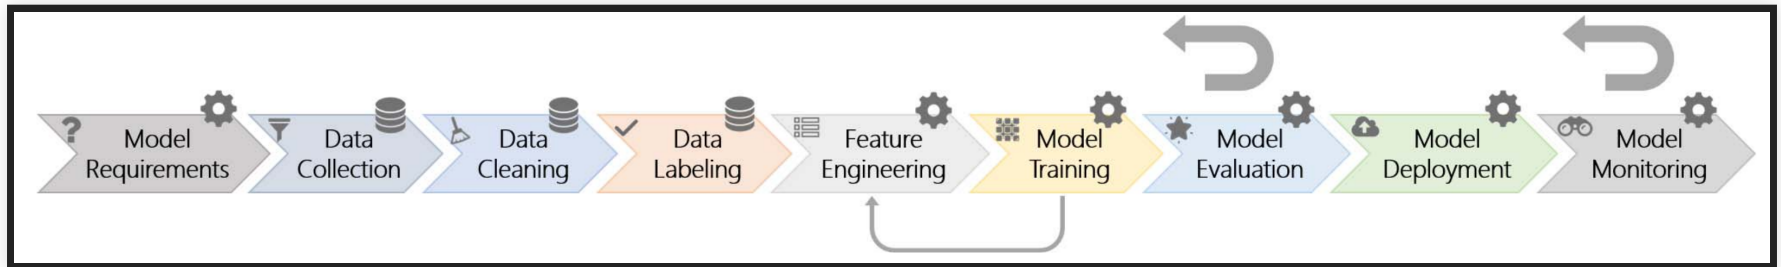 Model
Requirements
Data
Collection
Data
Cleaning
Data
Labeling
Feature
Engineering
Model
Training
Model
Evaluation
Model
Deployment
Model
Monitoring